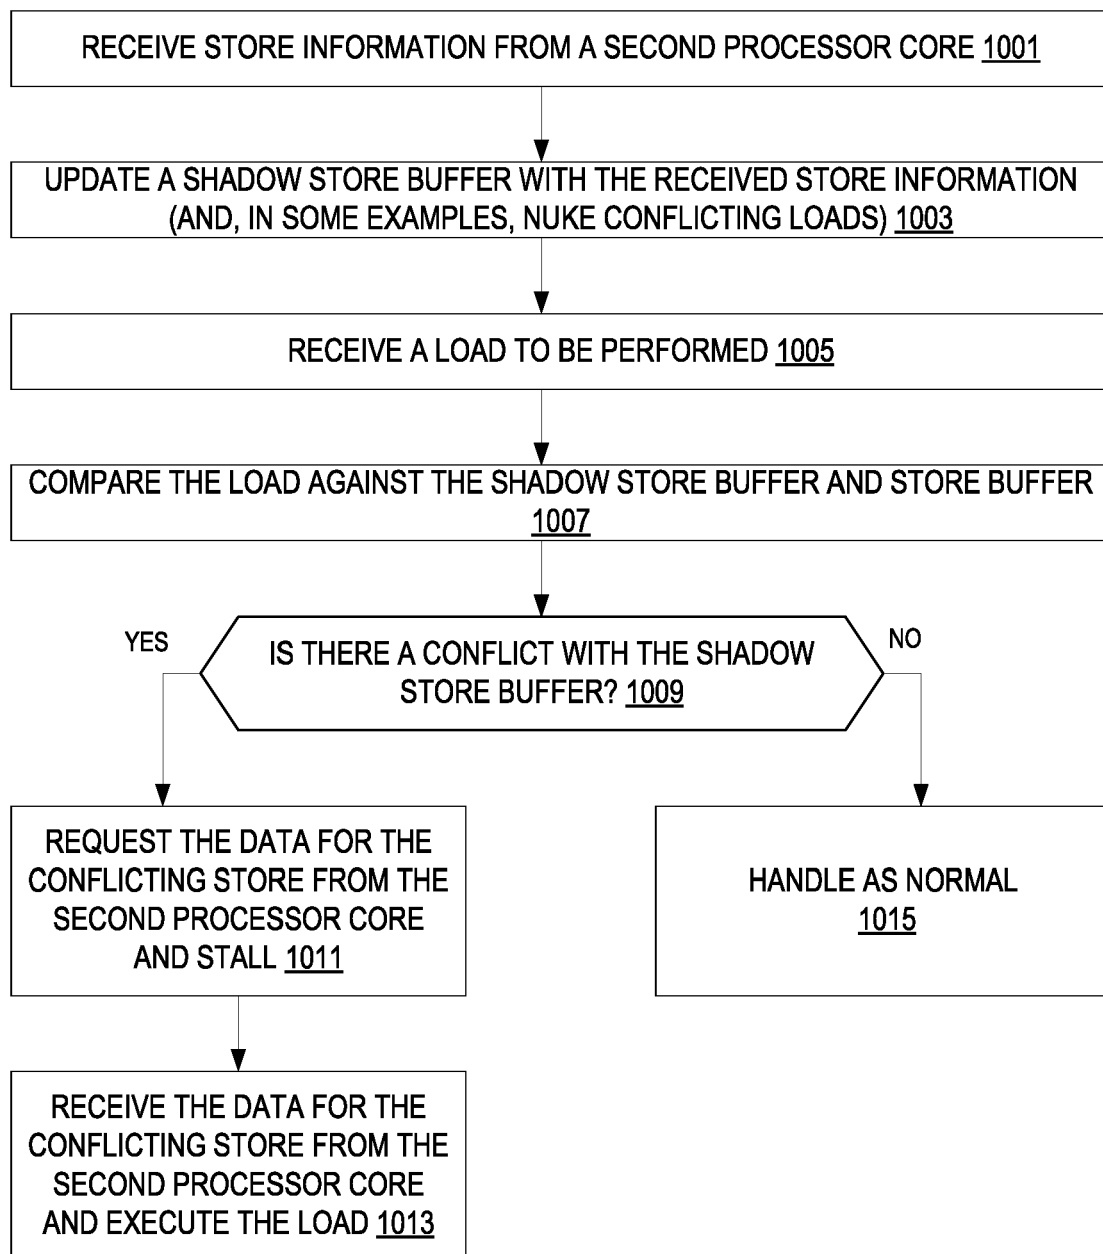 RECEIVE STORE INFORMATION FROM A SECOND PROCESSOR CORE 1001
UPDATE A SHADOW STORE BUFFER WITH THE RECEIVED STORE INFORMATION
(AND, IN SOME EXAMPLES, NUKE CONFLICTING LOADS) 1003
RECEIVE A LOAD TO BE PERFORMED 1005
COMPARE THE LOAD AGAINST THE SHADOW STORE BUFFER AND STORE BUFFER
1007
YES
IS THERE A CONFLICT WITH THE SHADOW
STORE BUFFER? 1009
NO
REQUEST THE DATA FOR THE
CONFLICTING STORE FROM THE
SECOND PROCESSOR CORE
AND STALL 1011
HANDLE AS NORMAL
1015
RECEIVE THE DATA FOR THE
CONFLICTING STORE FROM THE
SECOND PROCESSOR CORE
AND EXECUTE THE LOAD 1013